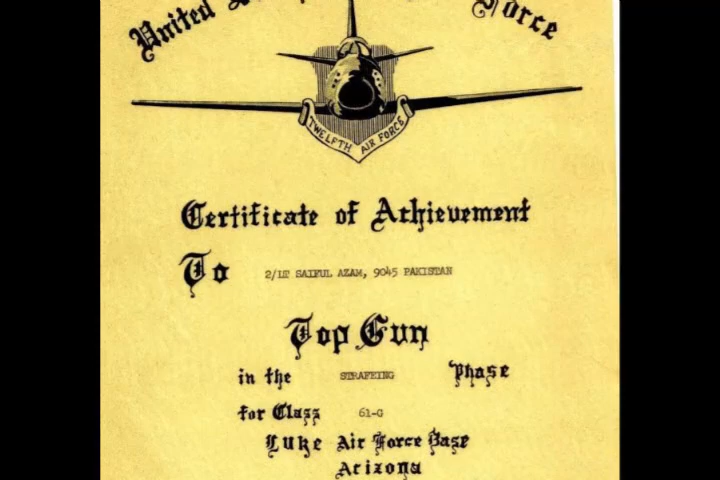 United Force
TWELFTH AIR FORCE
Certificate of Achievement
To 2/LT SAIFUL AZAM, 9045 PAKISTAN
Top Gun
in the STRAFEING Phase
for Class 61-G
Luke Air Force Base
Arizona